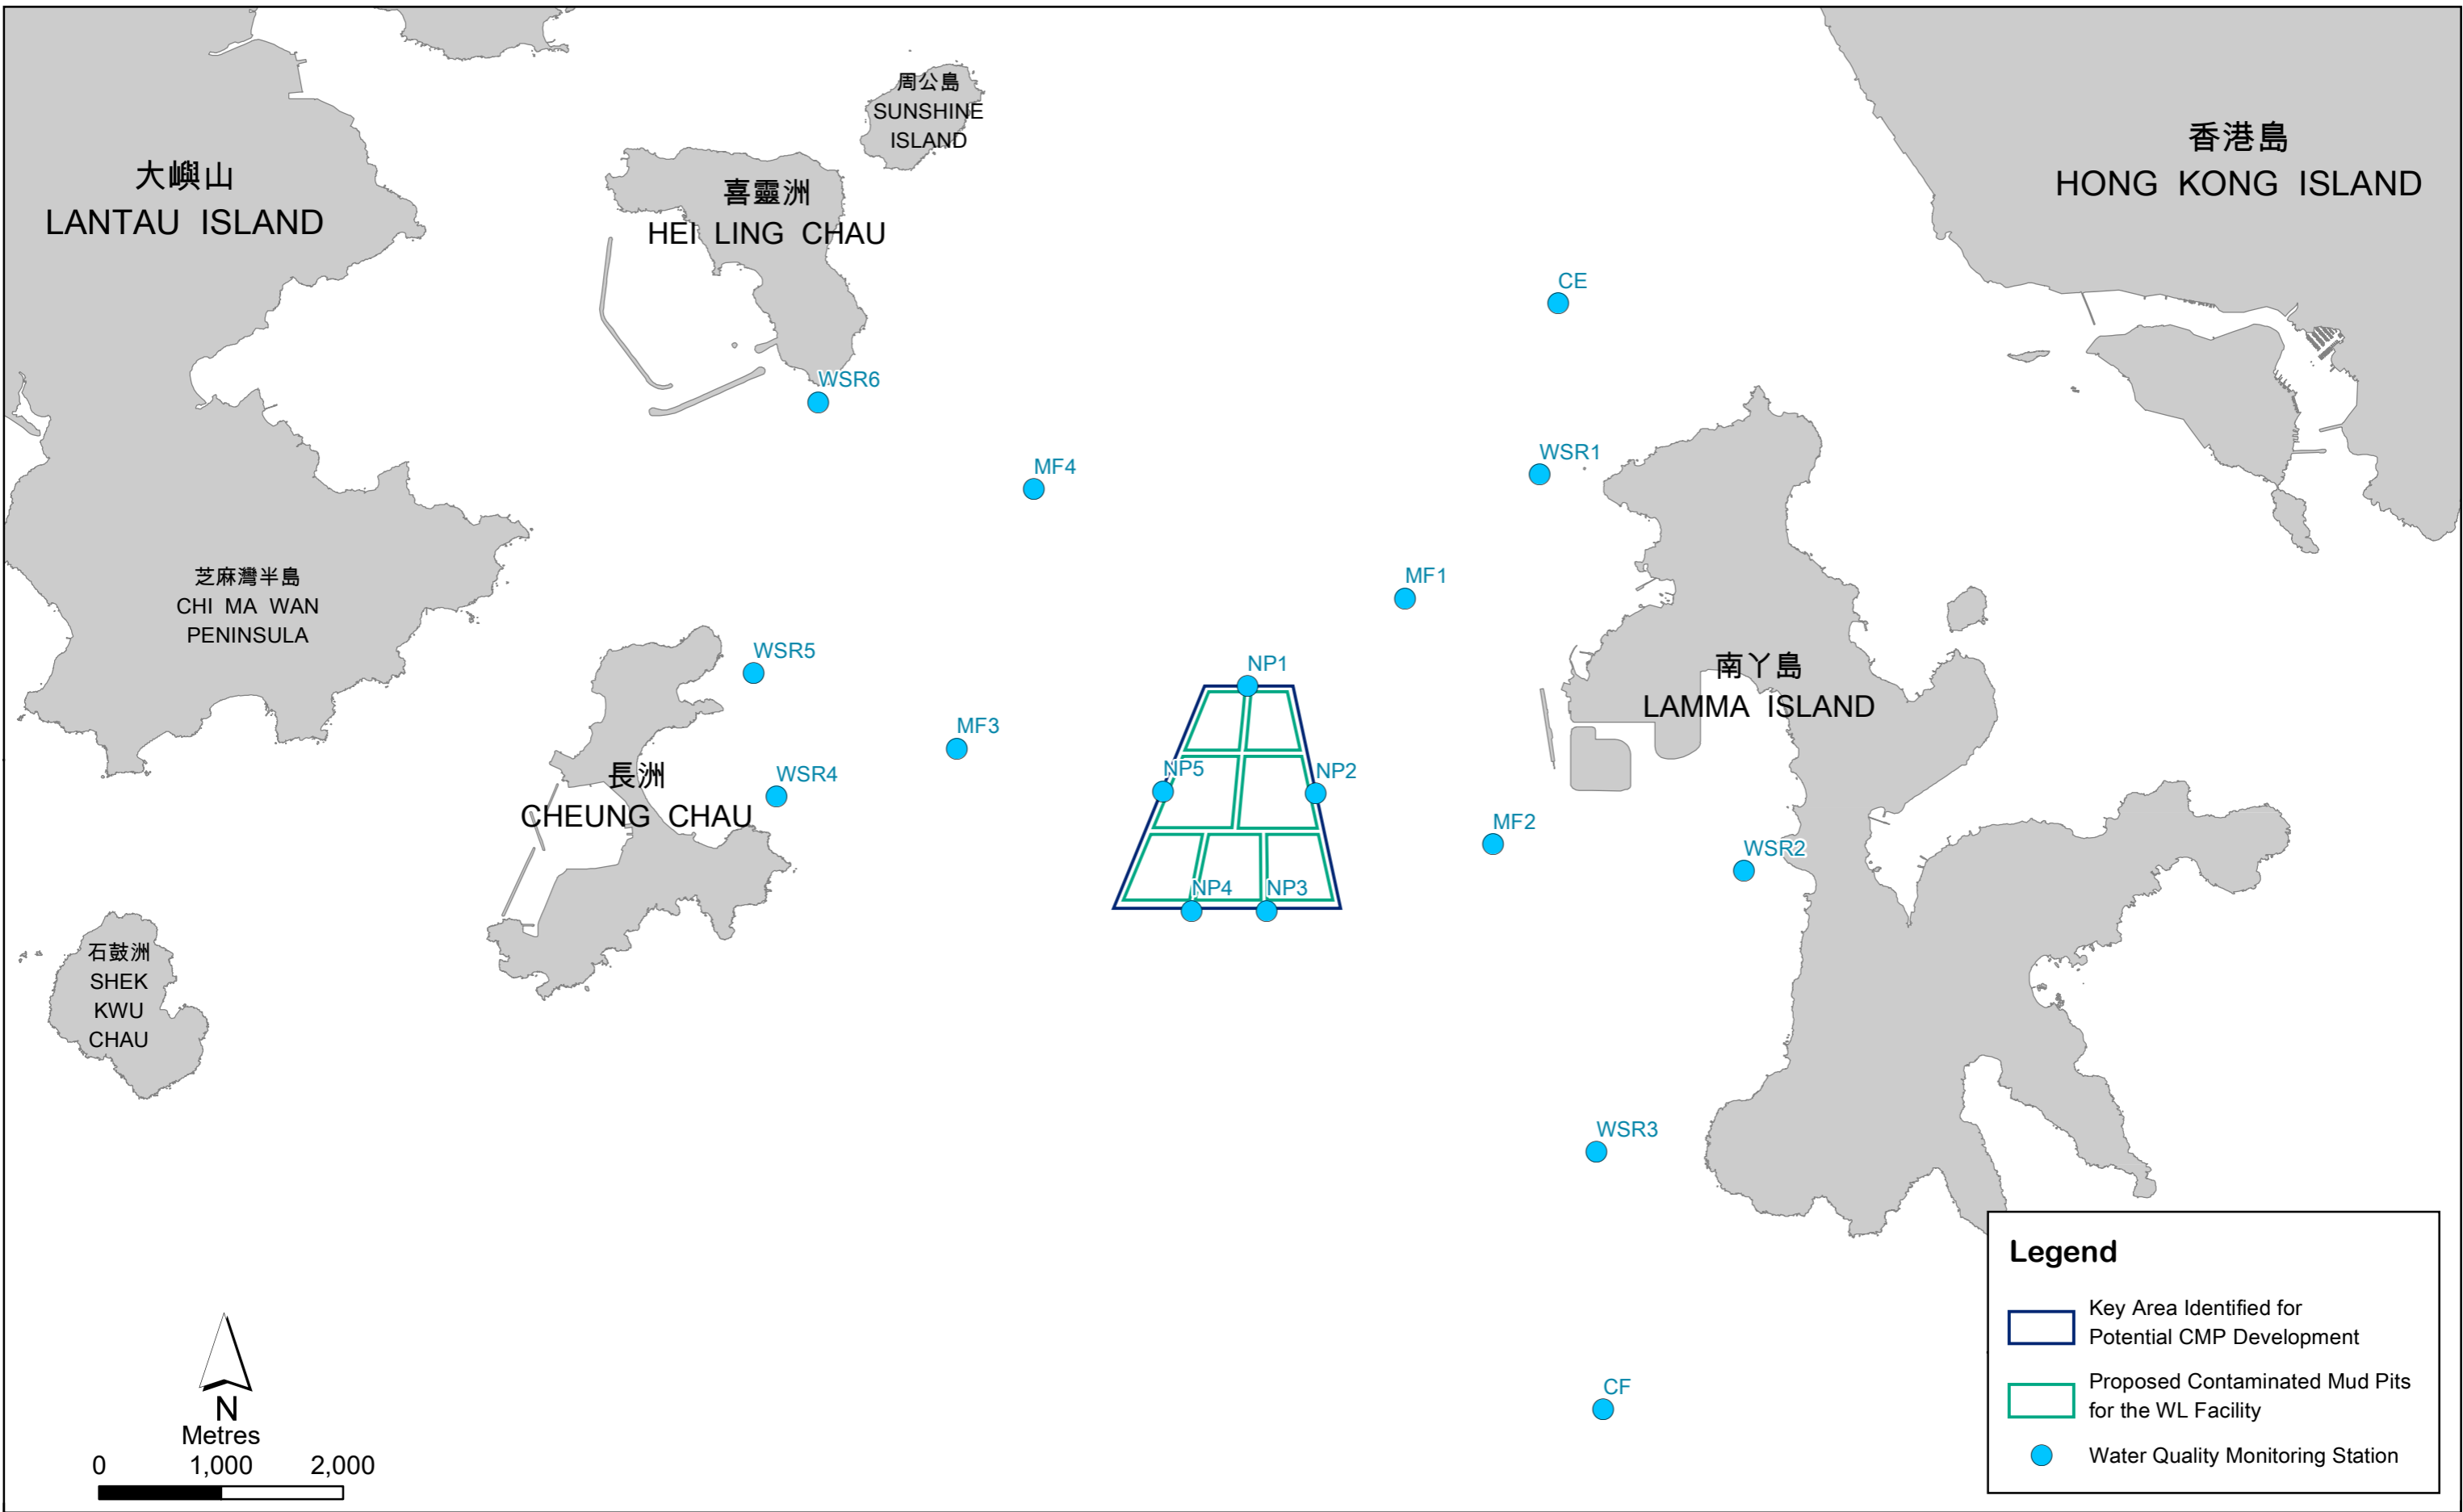 周公島
SUNSHINE
ISLAND
香港島
HONG KONG ISLAND
大嶼山
LANTAU ISLAND
喜靈洲
HEI LING CHAU
CE
WSR6
WSR1
MF4
芝麻灣半島
CHI MA WAN
PENINSULA
MF1
WSR5
NP1
南丫島
LAMMA ISLAND
MF3
NP5
NP2
長洲
CHEUNG CHAU
WSR4
MF2
WSR2
NP4
NP3
石鼓洲
SHEK
KWU
CHAU
WSR3
CF
N
Metres
0 1,000 2,000
Legend
Key Area Identified for
Potential CMP Development
Proposed Contaminated Mud Pits
for the WL Facility
Water Quality Monitoring Station